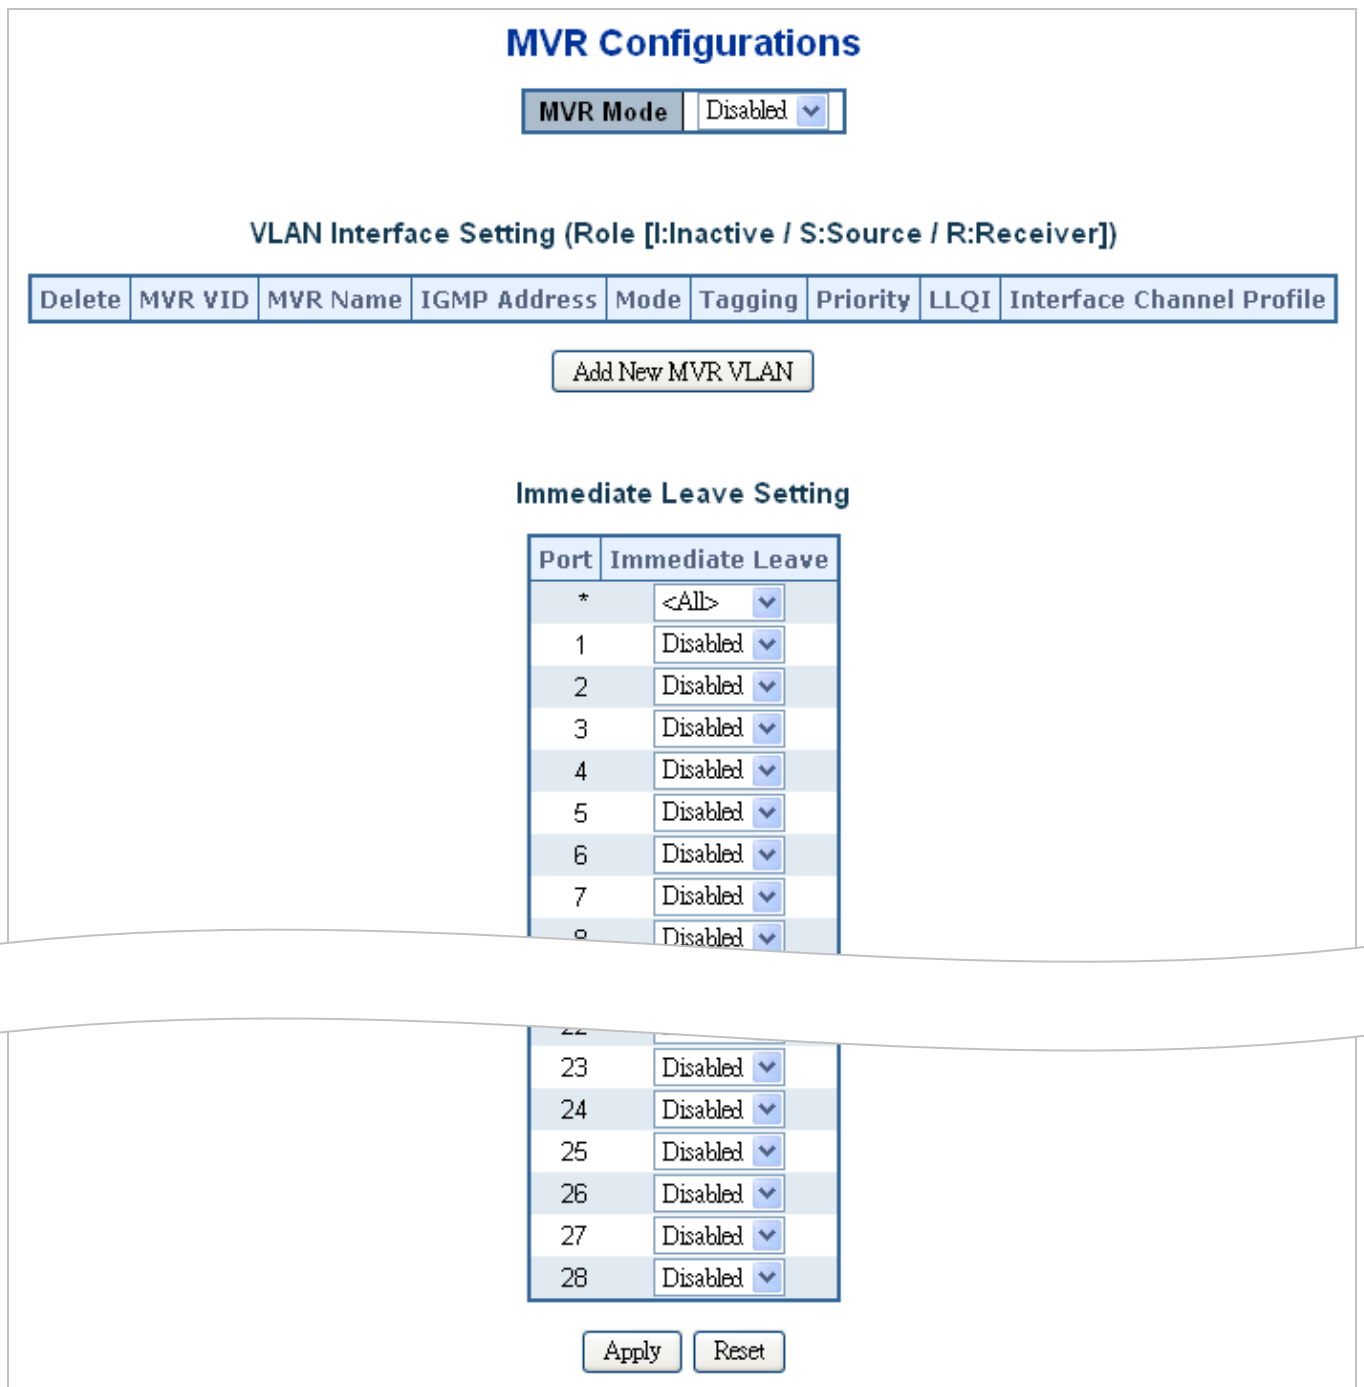 MVR Configurations
MVR Mode Disabled
VLAN Interface Setting (Role [I:Inactive / S:Source / R:Receiver])
Delete MVR VID MVR Name IGMP Address Mode Tagging Priority LLQI Interface Channel Profile
Add New MVR VLAN
Immediate Leave Setting
Port Immediate Leave
* <All>
1 Disabled
2 Disabled
3 Disabled
4 Disabled
5 Disabled
6 Disabled
7 Disabled
8 Disabled
22
23 Disabled
24 Disabled
25 Disabled
26 Disabled
27 Disabled
28 Disabled
Apply Reset